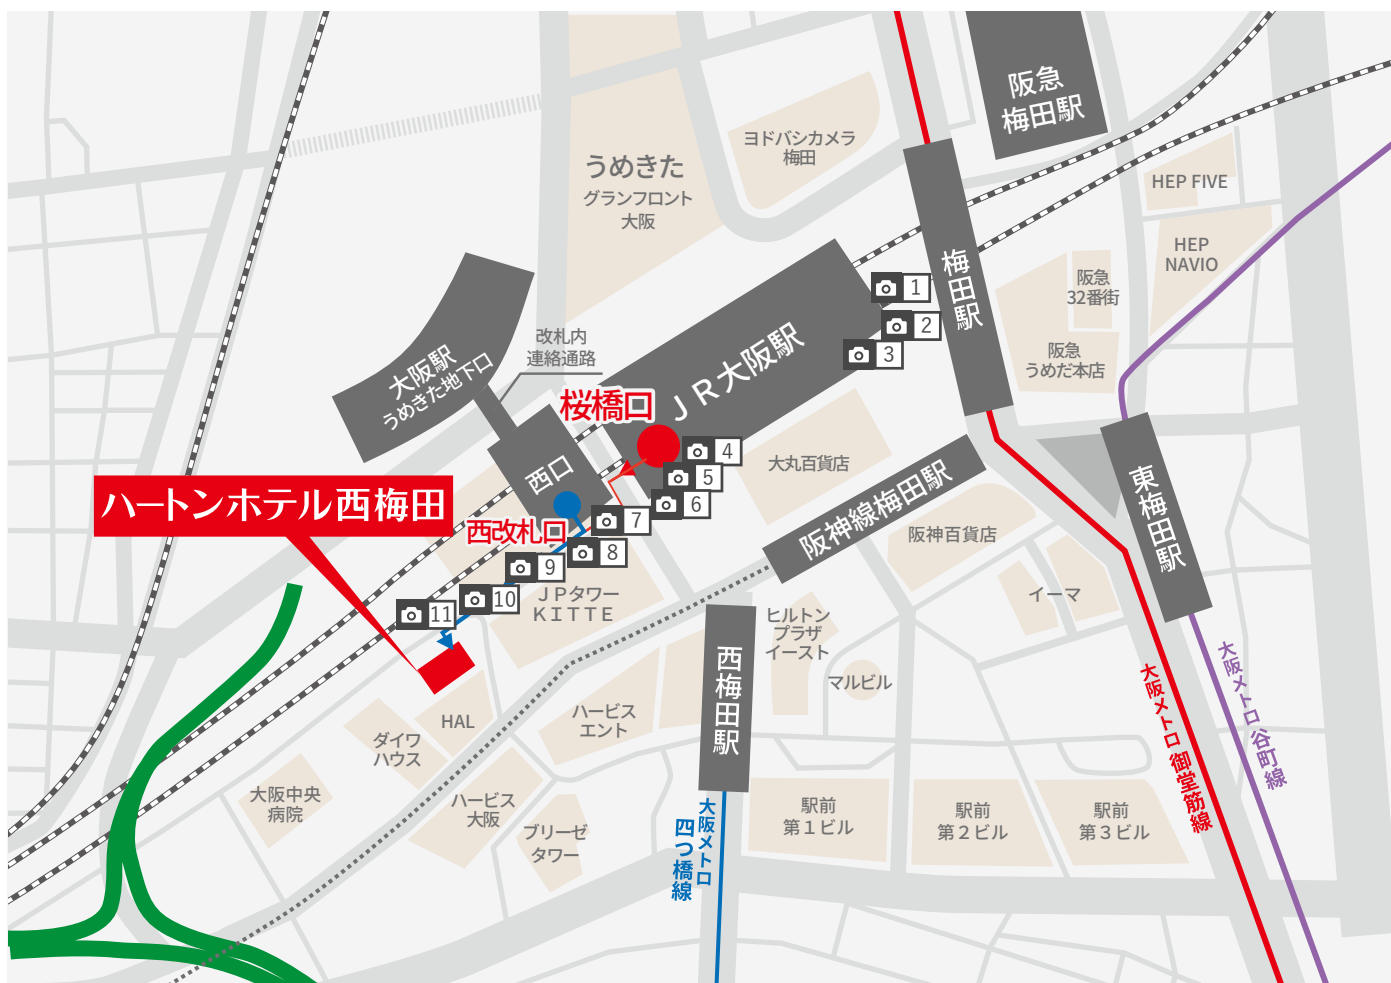 阪急
梅田駅
ヨドバシカメラ
梅田
うめきた
グランフロント
大阪
HEP FIVE
HEP
NAVIO
梅田駅
阪急
32番街
阪急
うめだ本店
1
2
3
改札内
連絡通路
大阪駅
うめきた地下口
JR大阪駅
桜橋口
4
5
6
7
8
9
10
11
大丸百貨店
西口
西改札口
ハートンホテル西梅田
阪神線梅田駅
阪神百貨店
東梅田駅
イーマ
JPタワー
KITTE
ヒルトン
プラザ
イースト
マルビル
西梅田駅
ハービス
エント
HAL
ダイワ
ハウス
大阪中央
病院
ハービス
大阪
ブリーゼ
タワー
大阪メトロ
四つ橋線
駅前
第1ビル
駅前
第2ビル
駅前
第3ビル
大阪メトロ 御堂筋線
大阪メトロ 谷町線